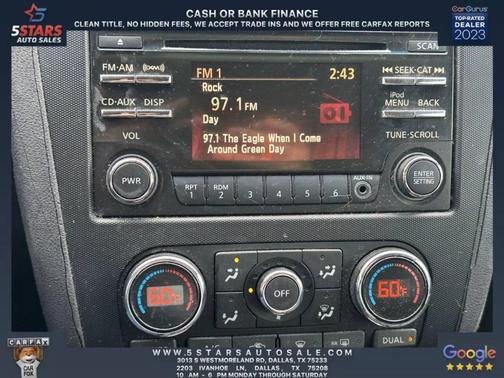 5STARS
AUTO SALES
CASH OR BANK FINANCE
CLEAN TITLE, NO HIDDEN FEES, WE ACCEPT TRADE INS AND WE OFFER FREE CARFAX REPORTS
CarGurus
TOP-RATED
DEALER
2023
SCAN
FM·AM
CD·AUX
DISP
VOL
PWR
FM 1
2:43
Rock
97.1 FM
Day
97.1 The Eagle When I Come
Around Green Day
SEEK·CAT
iPod
MENU
BACK
TUNE·SCROLL
ENTER
SETTING
RPT
1
RDM
2
3
4
5
6
AUX-IN
60°F
OFF
60°F
DUAL
CARFAX
CAR
FOX
WWW.5STARSAUTOSALE.COM
3013 S WESTMORELAND RD, DALLAS, TX 75233
2203 IVANHOE LN, DALLAS, TX 75208
10 AM - 6 PM MONDAY THROUGH SATURDAY
Google